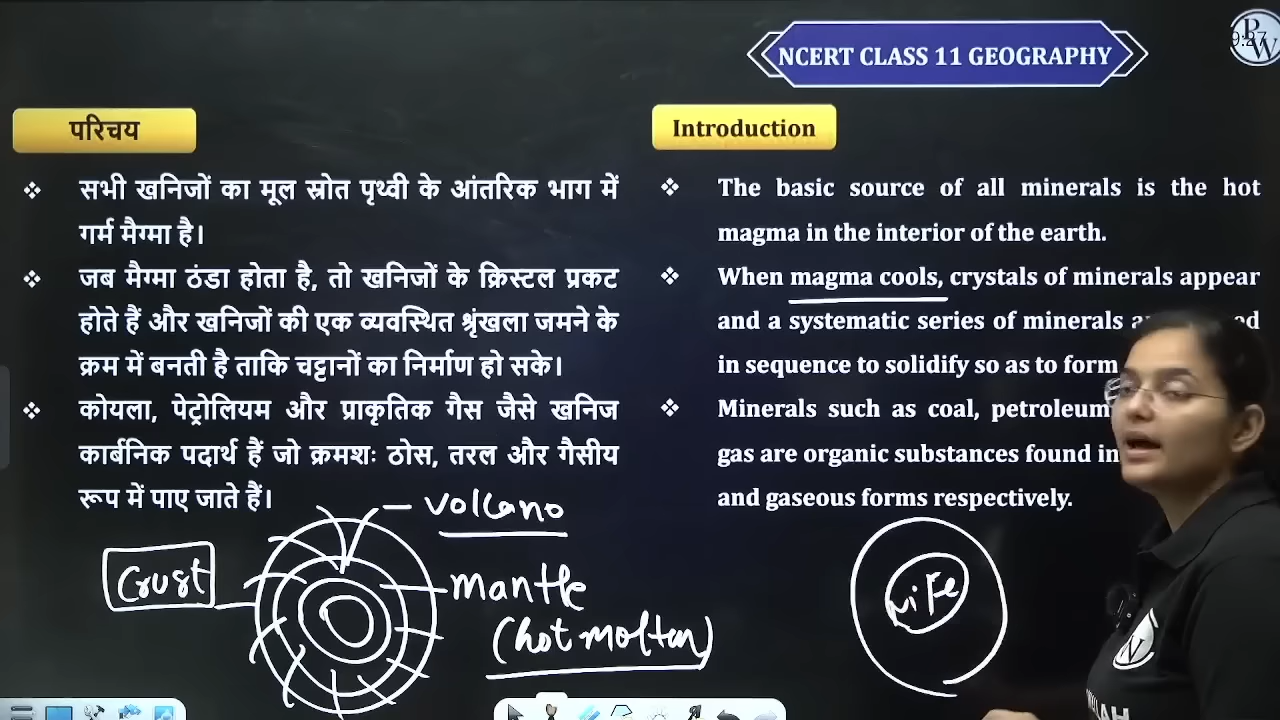 NCERT CLASS 11 GEOGRAPHY
9:27
PW
परिचय
❖ सभी खनिजों का मूल स्रोत पृथ्वी के आंतरिक भाग में
गर्म मैग्मा है।
❖ जब मैग्मा ठंडा होता है, तो खनिजों के क्रिस्टल प्रकट
होते हैं और खनिजों की एक व्यवस्थित श्रृंखला जमने के
क्रम में बनती है ताकि चट्टानों का निर्माण हो सके।
❖ कोयला, पेट्रोलियम और प्राकृतिक गैस जैसे खनिज
कार्बनिक पदार्थ हैं जो क्रमशः ठोस, तरल और गैसीय
रूप में पाए जाते हैं।
Introduction
❖ The basic source of all minerals is the hot
magma in the interior of the earth.
❖ When magma cools, crystals of minerals appear
and a systematic series of minerals
in sequence to solidify so as to form
❖ Minerals such as coal, petroleum
gas are organic substances found in
and gaseous forms respectively.
volcano
Crust
mantle
(hot molten)
NiFe